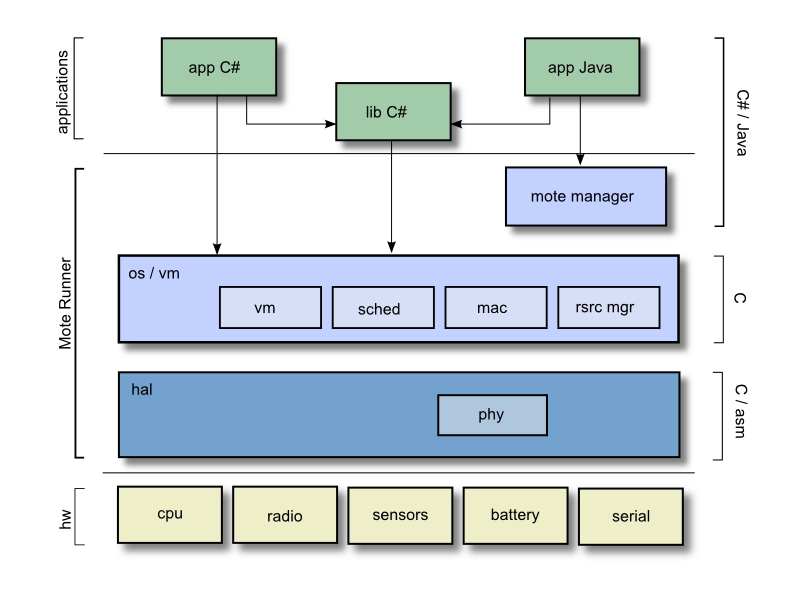 applications
app C#
lib C#
app Java
C# / Java
mote manager
Mote Runner
os / vm
vm
sched
mac
rsrc mgr
C
hal
phy
C / asm
hw
cpu
radio
sensors
battery
serial